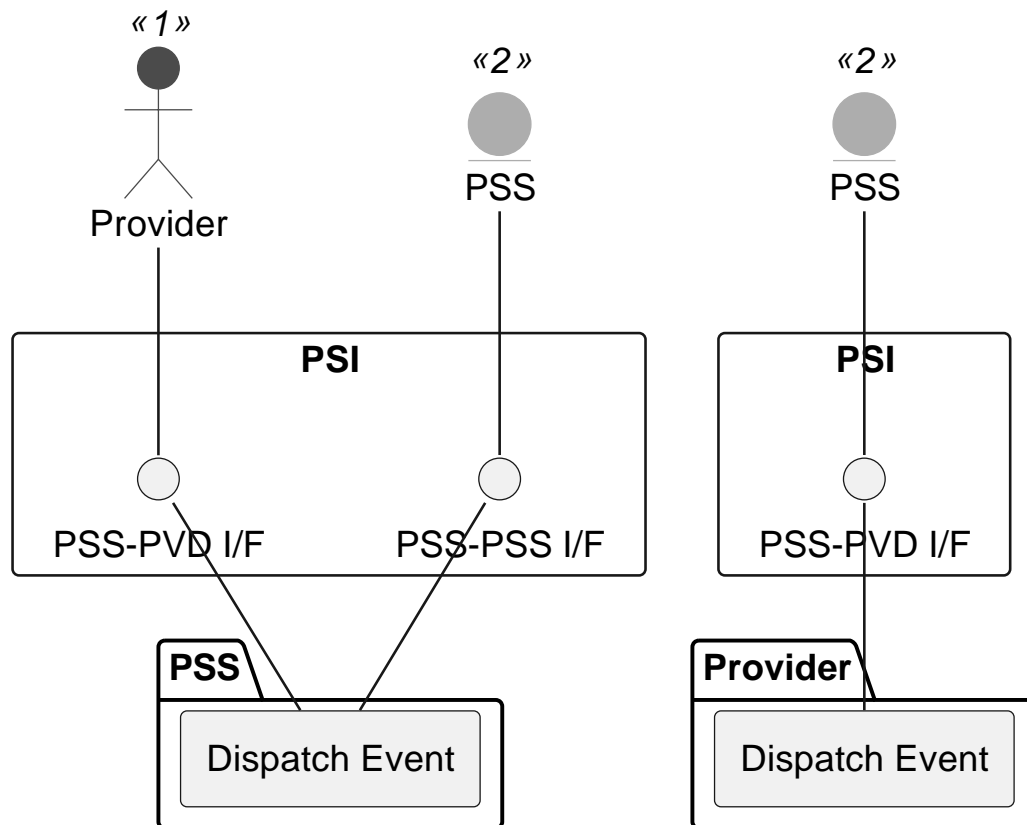 «1»
«2»
«2»
PSS
PSS
Provider
PSI
PSI
PSS-PVD I/F
PSS-PSS I/F
PSS-PVD I/F
PSS
Provider
Dispatch Event
Dispatch Event